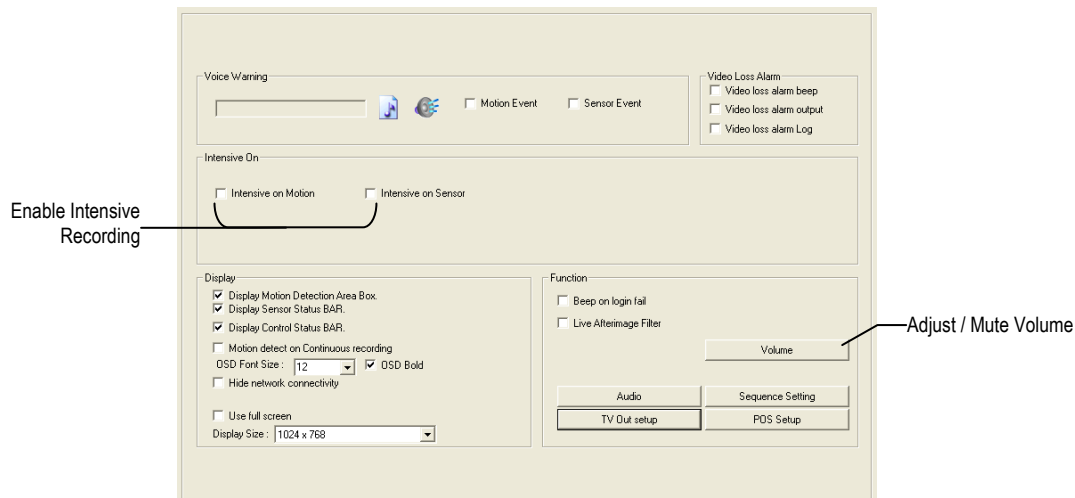 Voice Warning
Motion Event
Sensor Event
Video Loss Alarm
Video loss alarm beep
Video loss alarm output
Video loss alarm Log
Intensive On
Intensive on Motion
Intensive on Sensor
Enable Intensive
Recording
Display
Display Motion Detection Area Box.
Display Sensor Status BAR.
Display Control Status BAR.
Motion detect on Continuous recording
OSD Font Size : 12 OSD Bold
Hide network connectivity
Use full screen
Display Size : 1024 x 768
Function
Beep on login fail
Live Afterimage Filter
Volume
Adjust / Mute Volume
Audio
Sequence Setting
TV Out setup
POS Setup